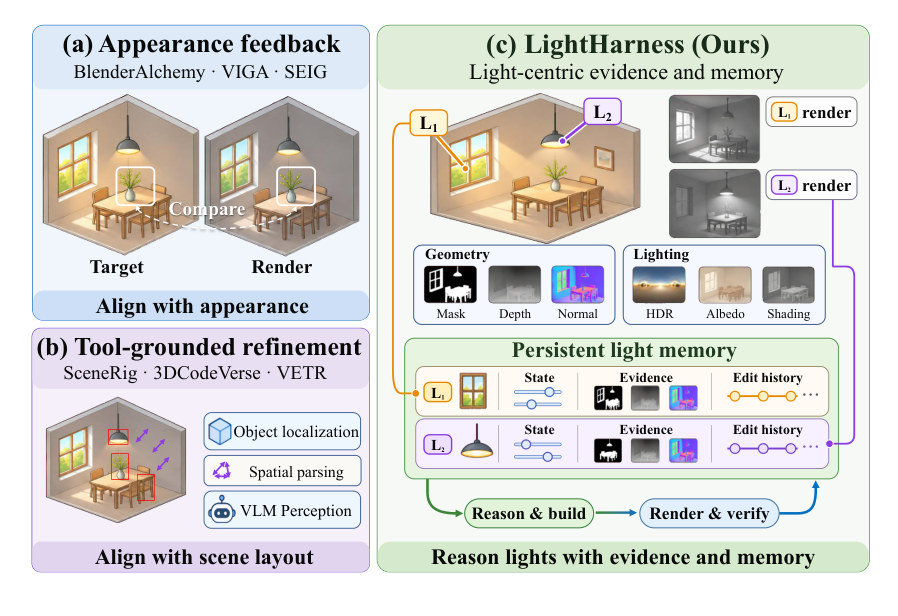 (a) Appearance feedback
BlenderAlchemy · VIGA · SEIG
Compare
Target
Render
Align with appearance
(b) Tool-grounded refinement
SceneRig · 3DCodeVerse · VETR
Object localization
Spatial parsing
VLM Perception
Align with scene layout
(c) LightHarness (Ours)
Light-centric evidence and memory
L₁
L₂
L₁ render
L₂ render
Geometry
Mask
Depth
Normal
Lighting
HDR
Albedo
Shading
Persistent light memory
L₁
State
Evidence
Edit history
...
L₂
State
Evidence
Edit history
...
Reason & build
Render & verify
Reason lights with evidence and memory